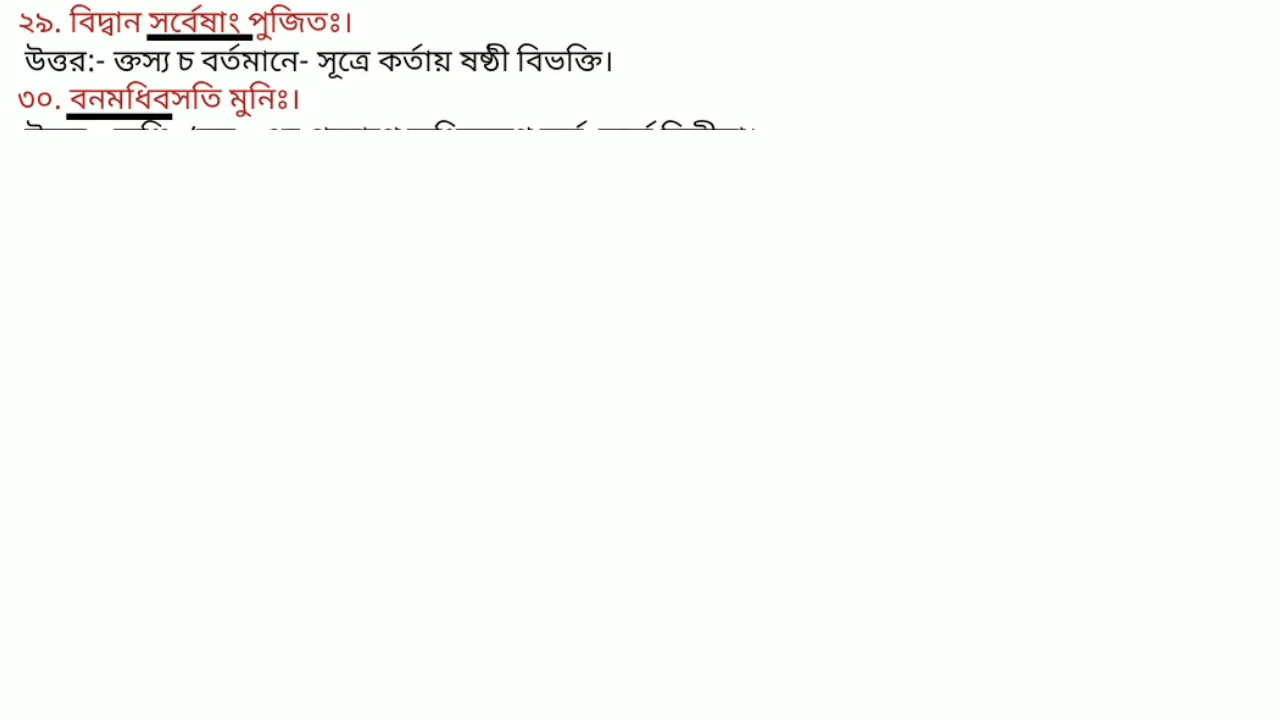 ২৯. বিদ্বান সর্বেষাং পুজিতঃ।
উত্তর:- ক্তস্য চ বর্তমানে- সূত্রে কর্তায় ষষ্ঠী বিভক্তি।
৩০. বনমধিবসতি মুনিঃ।